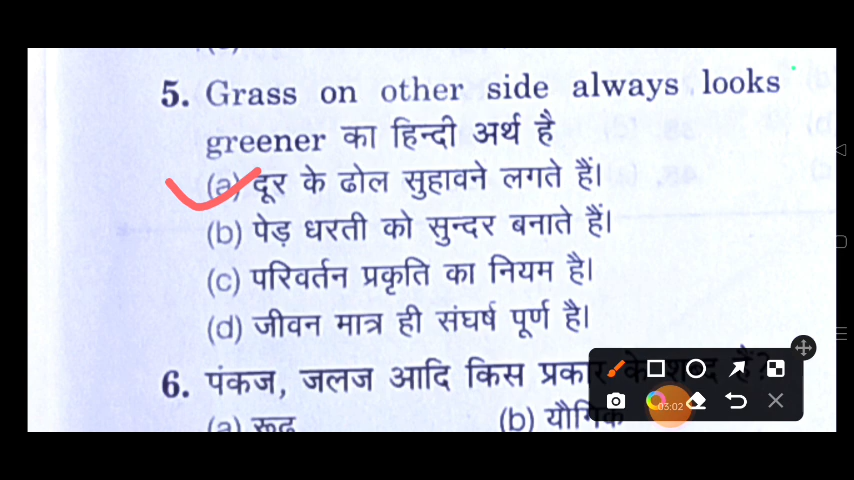 5. Grass on other side always looks
greener का हिन्दी अर्थ है
(a) दूर के ढोल सुहावने लगते हैं।
(b) पेड़ धरती को सुन्दर बनाते हैं।
(c) परिवर्तन प्रकृति का नियम है।
(d) जीवन मात्र ही संघर्ष पूर्ण है।
6. पंकज, जलज आदि किस प्रकार के शब्द हैं?
(a) रूढ़ (b) यौगिक
03:02